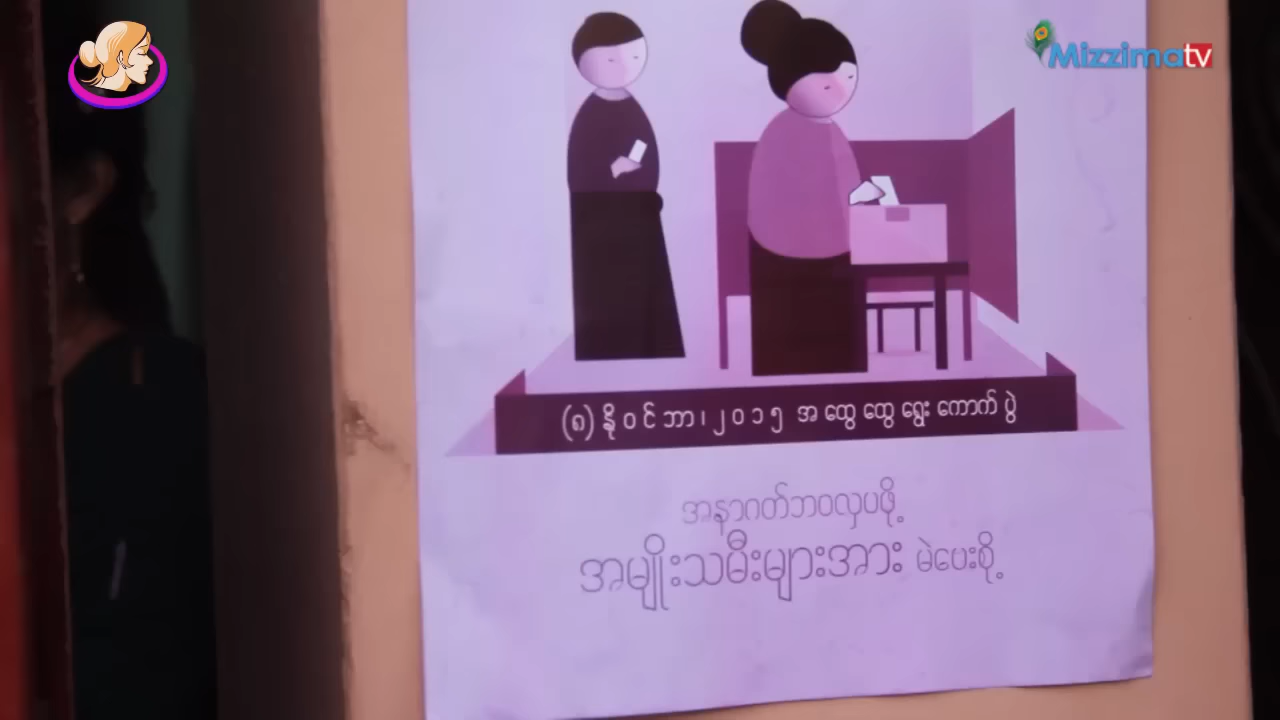 Mizzimatv
(၈) နိုဝင်ဘာ၊ ၂၀၁၅ အထွေထွေရွေးကောက်ပွဲ
အနာဂတ်ဘဝလှပဖို့
အမျိုးသမီးများအား မဲပေးစို့